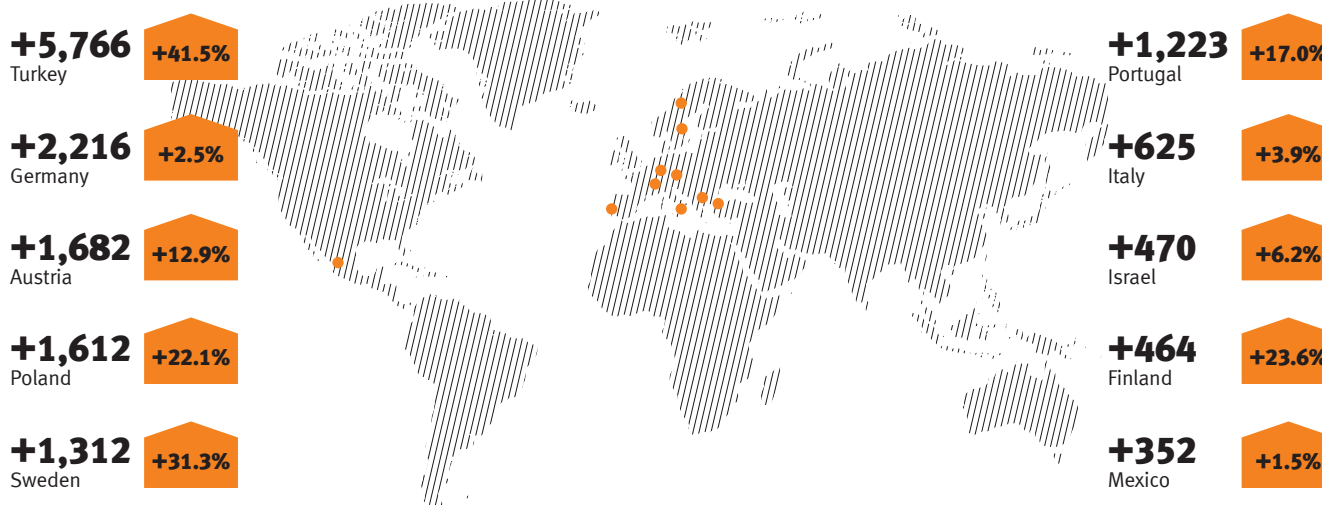 +5,766
Turkey
+41.5%
+2,216
Germany
+2.5%
+1,682
Austria
+12.9%
+1,612
Poland
+22.1%
+1,312
Sweden
+31.3%
+1,223
Portugal
+17.0%
+625
Italy
+3.9%
+470
Israel
+6.2%
+464
Finland
+23.6%
+352
Mexico
+1.5%